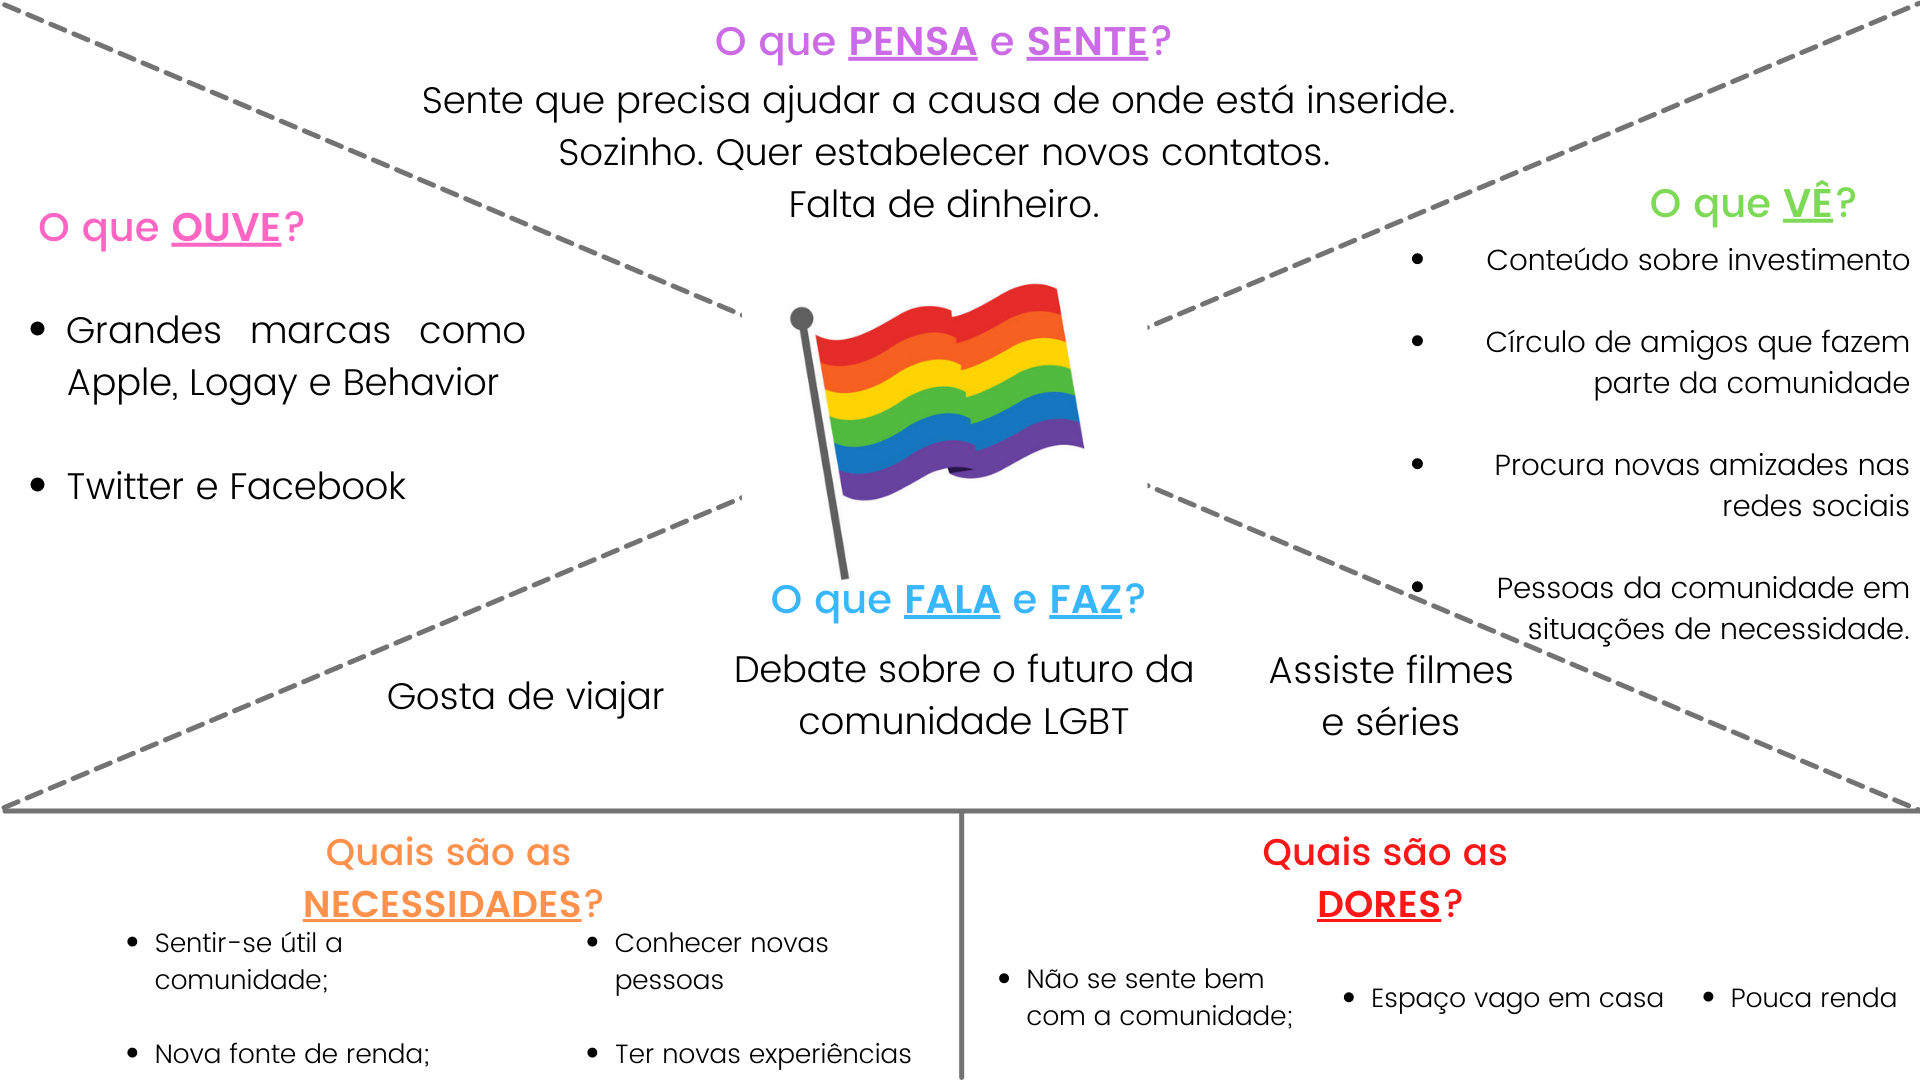 O que PENSA e SENTE?
Sente que precisa ajudar a causa de onde está inseride.
Sozinho. Quer estabelecer novos contatos.
Falta de dinheiro.
O que OUVE?
• Grandes marcas como
Apple, Logay e Behavior
• Twitter e Facebook
O que VÊ?
• Conteúdo sobre investimento
• Círculo de amigos que fazem
parte da comunidade
• Procura novas amizades nas
redes sociais
• Pessoas da comunidade em
situações de necessidade.
O que FALA e FAZ?
Gosta de viajar
Debate sobre o futuro da
comunidade LGBT
Assiste filmes
e séries
Quais são as
NECESSIDADES?
• Sentir-se útil a
comunidade;
• Nova fonte de renda;
• Conhecer novas
pessoas
• Ter novas experiências
Quais são as
DORES?
• Não se sente bem
com a comunidade;
• Espaço vago em casa
• Pouca renda